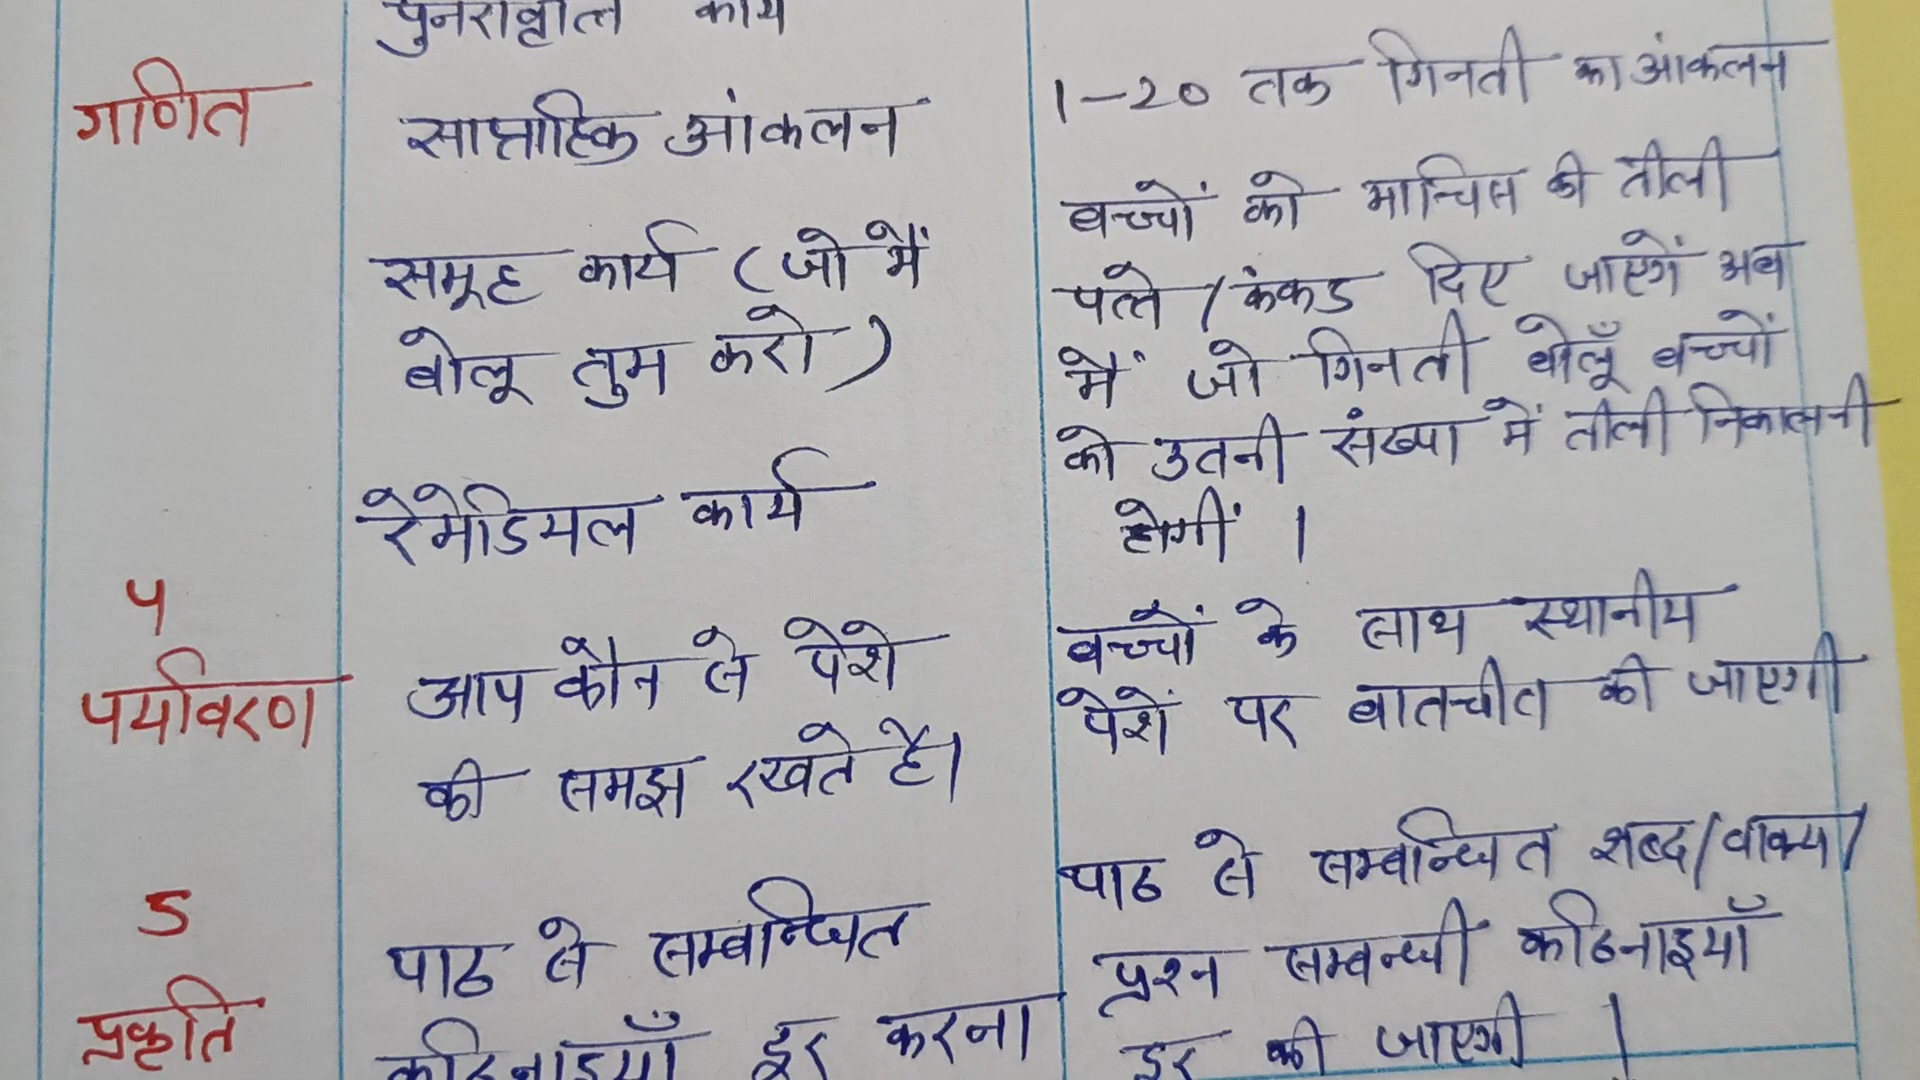 पुनरावृति कार्य
गणित
साप्ताहिक आंकलन
समूह कार्य (जो मैं
बोलू तुम करो)
रेमेडियल कार्य
1-20 तक गिनती का आंकलन
बच्चों को माचिस की तीली
पत्ते / कंकड दिए जाएगें अब
मैं जो गिनती बोलूँ बच्चों
को उतनी संख्या में तीली निकालनी
होगीं ।
4
पर्यावरण
आप कौन से पेशे
की समझ रखते है।
बच्चों के साथ स्थानीय
पेशें पर बातचीत की जाएगी
5
प्रकृति
पाठ से सम्बन्धित
कठिनाइयाँ दूर करना
पाठ से सम्बन्धित शब्द/वाक्य/
प्रश्न सम्बन्धी कठिनाइयाँ
दूर की जाएगी ।